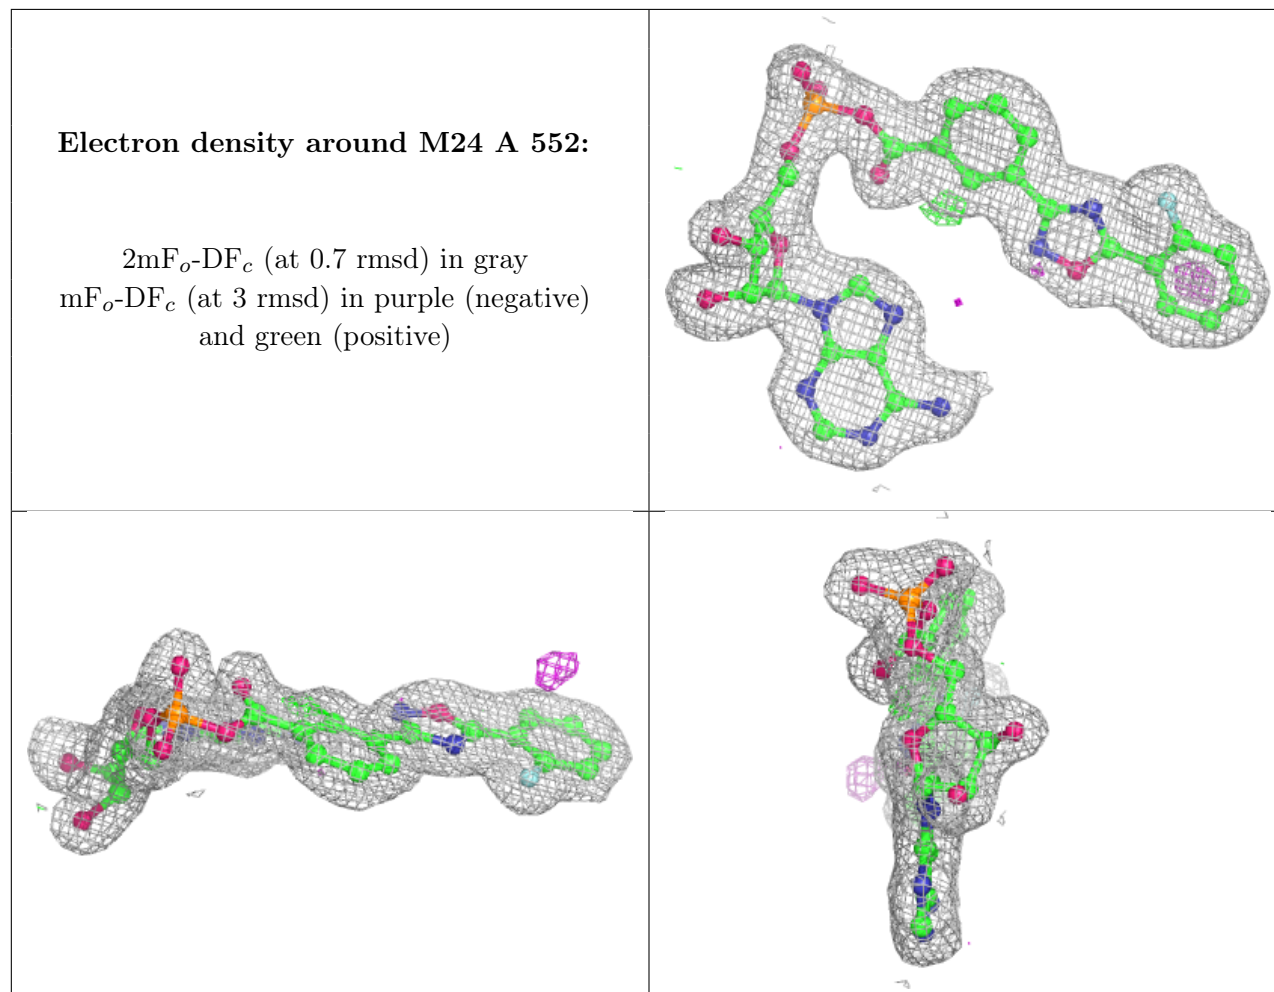 Electron density around M24 A 552:
2mFo-DFc (at 0.7 rmsd) in gray
mFo-DFc (at 3 rmsd) in purple (negative)
and green (positive)